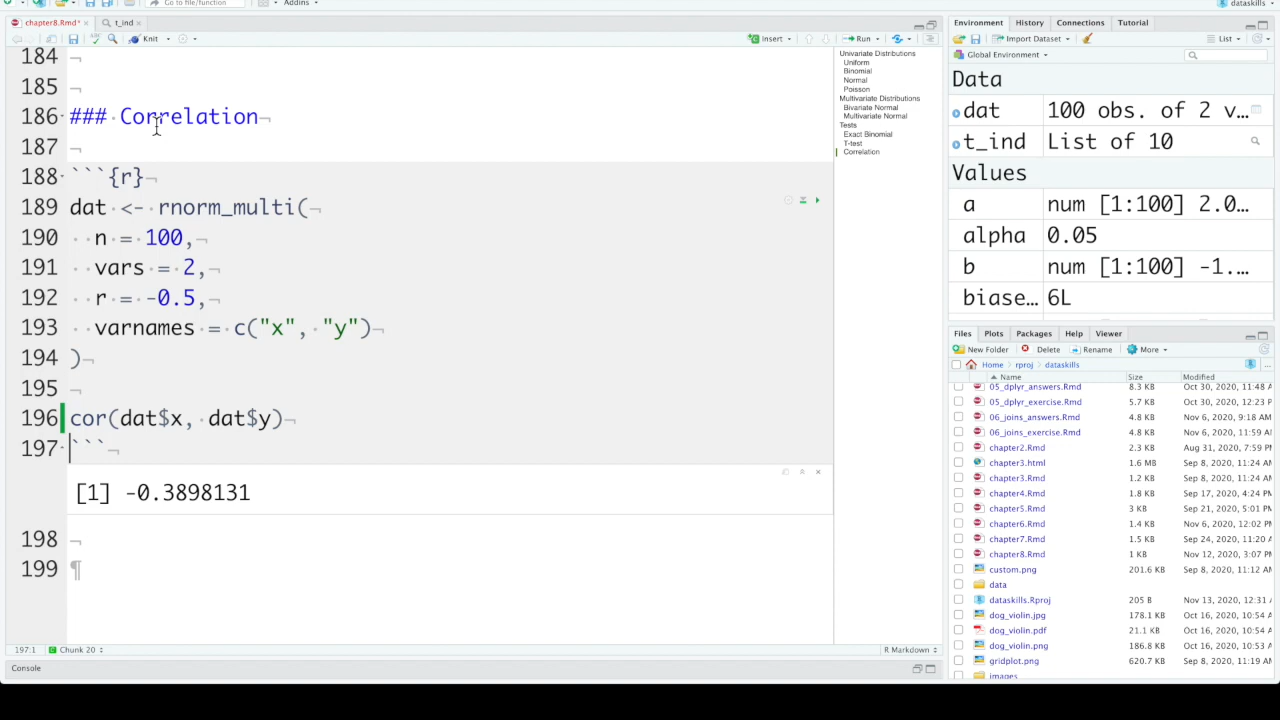 Go to file/function
Addins
dataskills
chapter8.Rmd*
t_ind
Knit
Insert
Run
184
185
186 ### Correlation
187
188 ```{r}
189 dat <- rnorm_multi(
190 n = 100,
191 vars = 2,
192 r = -0.5,
193 varnames = c("x", "y")
194 )
195
196 cor(dat$x, dat$y)
197 ```
[1] -0.3898131
198
199
197:1 Chunk 20 R Markdown
Console
Univariate Distributions
Uniform
Binomial
Normal
Poisson
Multivariate Distributions
Bivariate Normal
Multivariate Normal
Tests
Exact Binomial
T-test
Correlation
Environment History Connections Tutorial
Import Dataset List
Global Environment
Data
dat 100 obs. of 2 v…
t_ind List of 10
Values
a num [1:100] 2.0…
alpha 0.05
b num [1:100] -1.…
biase… 6L
Files Plots Packages Help Viewer
New Folder Delete Rename More
Home rproj dataskills
Name Size Modified
05_dplyr_answers.Rmd 8.3 KB Oct 30, 2020, 11:48 A
05_dplyr_exercise.Rmd 5.7 KB Oct 30, 2020, 12:23 P
06_joins_answers.Rmd 4.8 KB Nov 6, 2020, 9:18 AM
06_joins_exercise.Rmd 4.8 KB Nov 6, 2020, 11:59 A
chapter2.Rmd 2.3 KB Aug 31, 2020, 7:59 P
chapter3.html 1.6 MB Sep 8, 2020, 11:24 A
chapter3.Rmd 1.2 KB Sep 8, 2020, 11:24 A
chapter4.Rmd 1.8 KB Sep 17, 2020, 4:24 P
chapter5.Rmd 3 KB Sep 21, 2020, 5:01 P
chapter6.Rmd 1.4 KB Nov 6, 2020, 12:02 P
chapter7.Rmd 1.5 KB Sep 24, 2020, 11:20 A
chapter8.Rmd 1 KB Nov 12, 2020, 3:07 P
custom.png 201.6 KB Sep 8, 2020, 11:12 A
data
dataskills.Rproj 205 B Nov 13, 2020, 12:31 A
dog_violin.jpg 178.1 KB Oct 16, 2020, 10:54 A
dog_violin.pdf 21.1 KB Oct 16, 2020, 10:54 A
dog_violin.png 186.8 KB Oct 16, 2020, 10:53 A
gridplot.png 620.7 KB Sep 8, 2020, 11:19 A
images